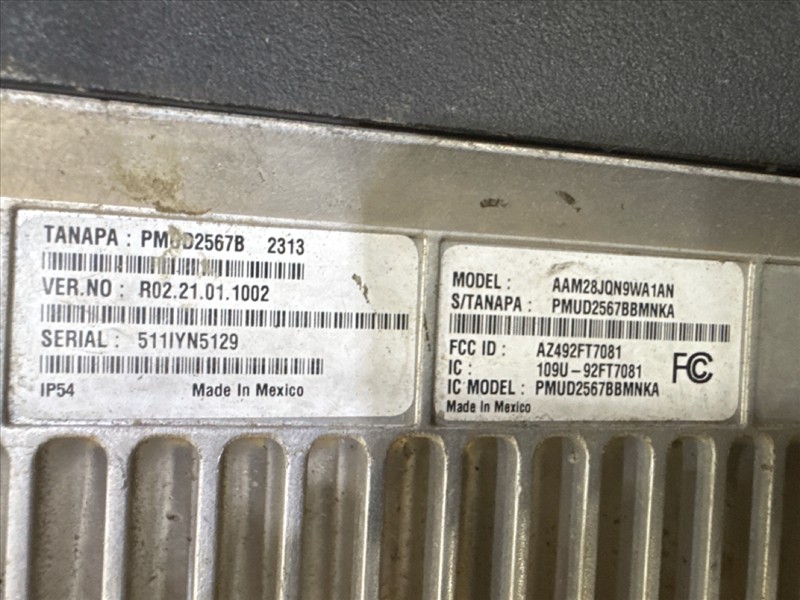 TANAPA : PMUD2567B 2313
VER.NO : R02.21.01.1002
SERIAL : 511IYN5129
IP54 Made In Mexico
MODEL : AAM28JQN9WA1AN
S/TANAPA : PMUD2567BBMNKA
FCC ID : AZ492FT7081
IC : 109U-92FT7081
IC MODEL : PMUD2567BBMNKA
FC
Made In Mexico